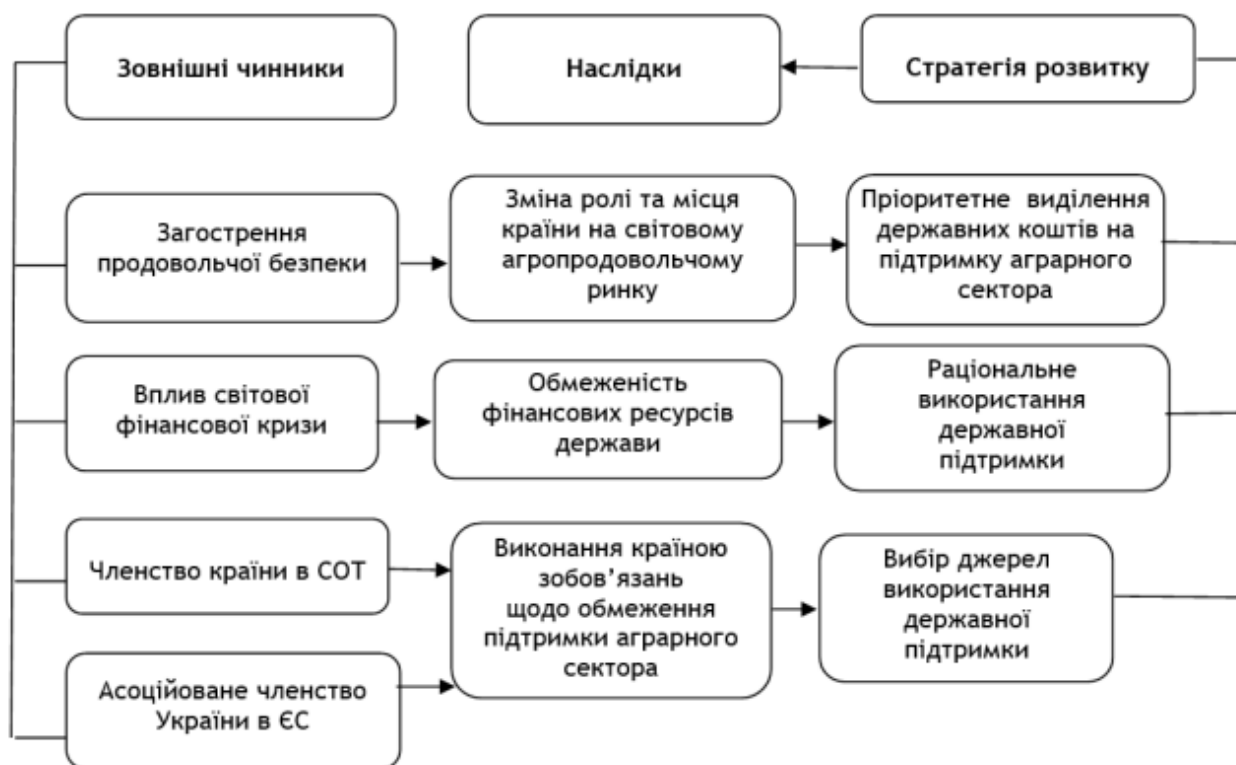 Зовнішні чинники
Наслідки
Стратегія розвитку
Загострення
продовольчої безпеки
Зміна ролі та місця
країни на світовому
агропродовольчому
ринку
Пріоритетне виділення
державних коштів на
підтримку аграрного
сектора
Вплив світової
фінансової кризи
Обмеженість
фінансових ресурсів
держави
Раціональне
використання
державної
підтримки
Членство країни в СОТ
Виконання країною
зобов’язань
щодо обмеження
підтримки аграрного
сектора
Вибір джерел
використання
державної
підтримки
Асоційоване членство
України в ЄС